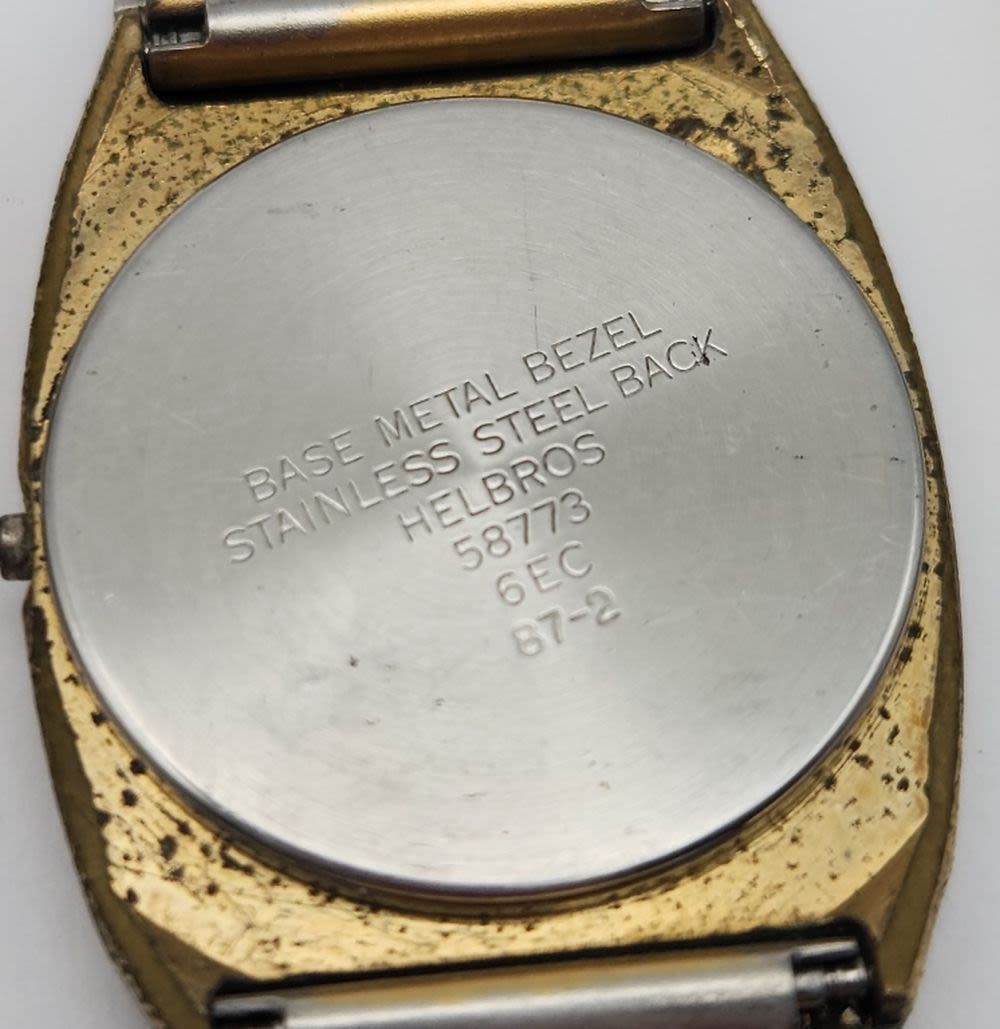 BASE METAL BEZEL
STAINLESS STEEL BACK
HELBROS
58773
6EC
87-2